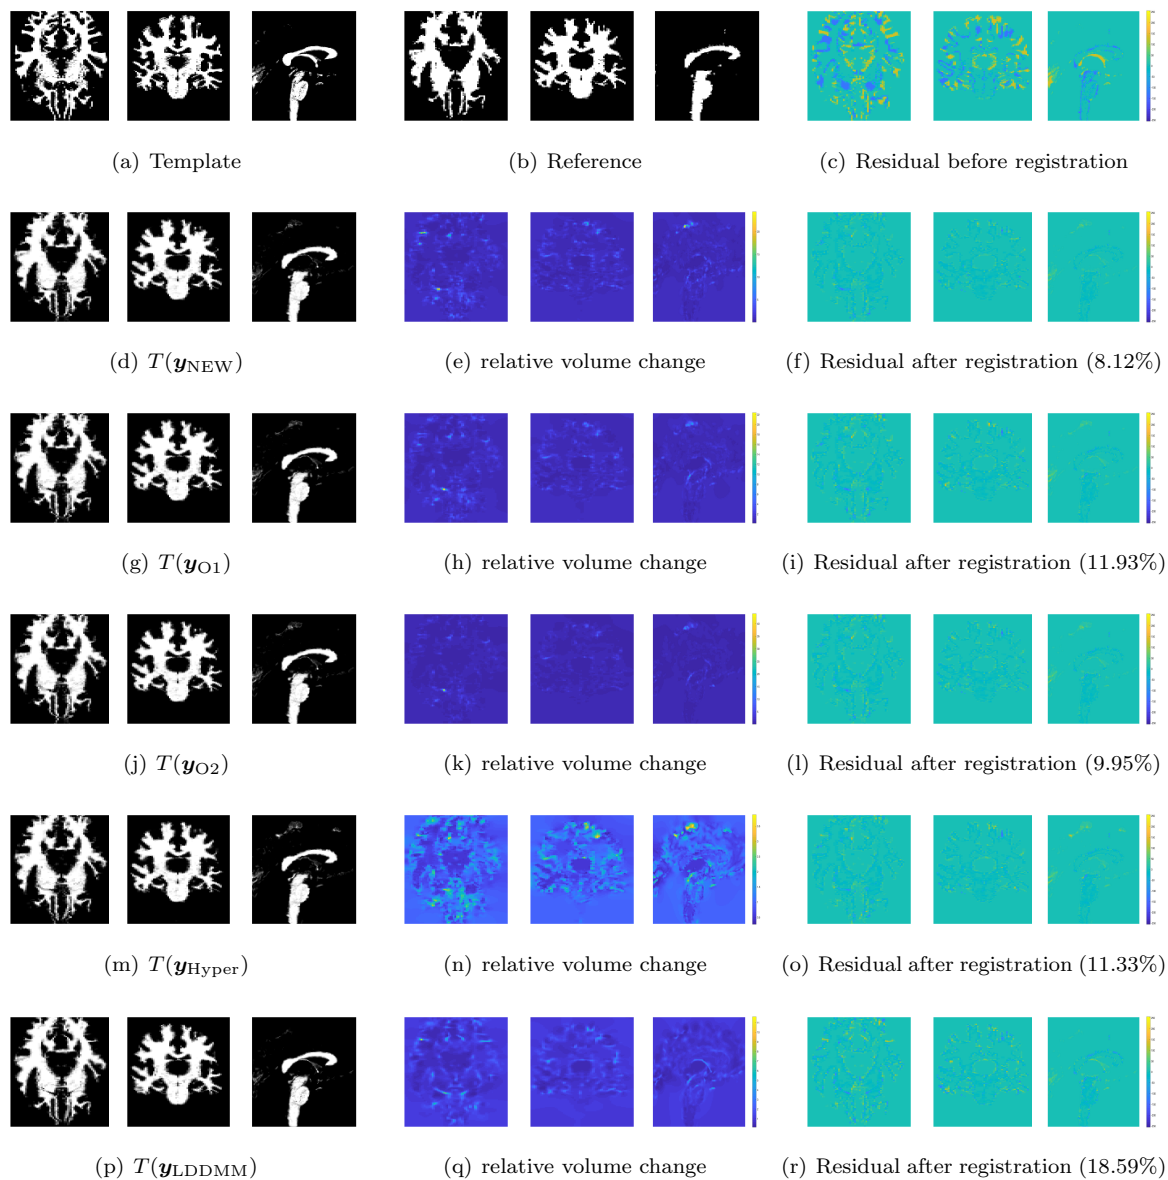 (a) Template
(b) Reference
(c) Residual before registration
(d) T(y_NEW)
(e) relative volume change
(f) Residual after registration (8.12%)
(g) T(y_O1)
(h) relative volume change
(i) Residual after registration (11.93%)
(j) T(y_O2)
(k) relative volume change
(l) Residual after registration (9.95%)
(m) T(y_Hyper)
(n) relative volume change
(o) Residual after registration (11.33%)
(p) T(y_LDDMM)
(q) relative volume change
(r) Residual after registration (18.59%)